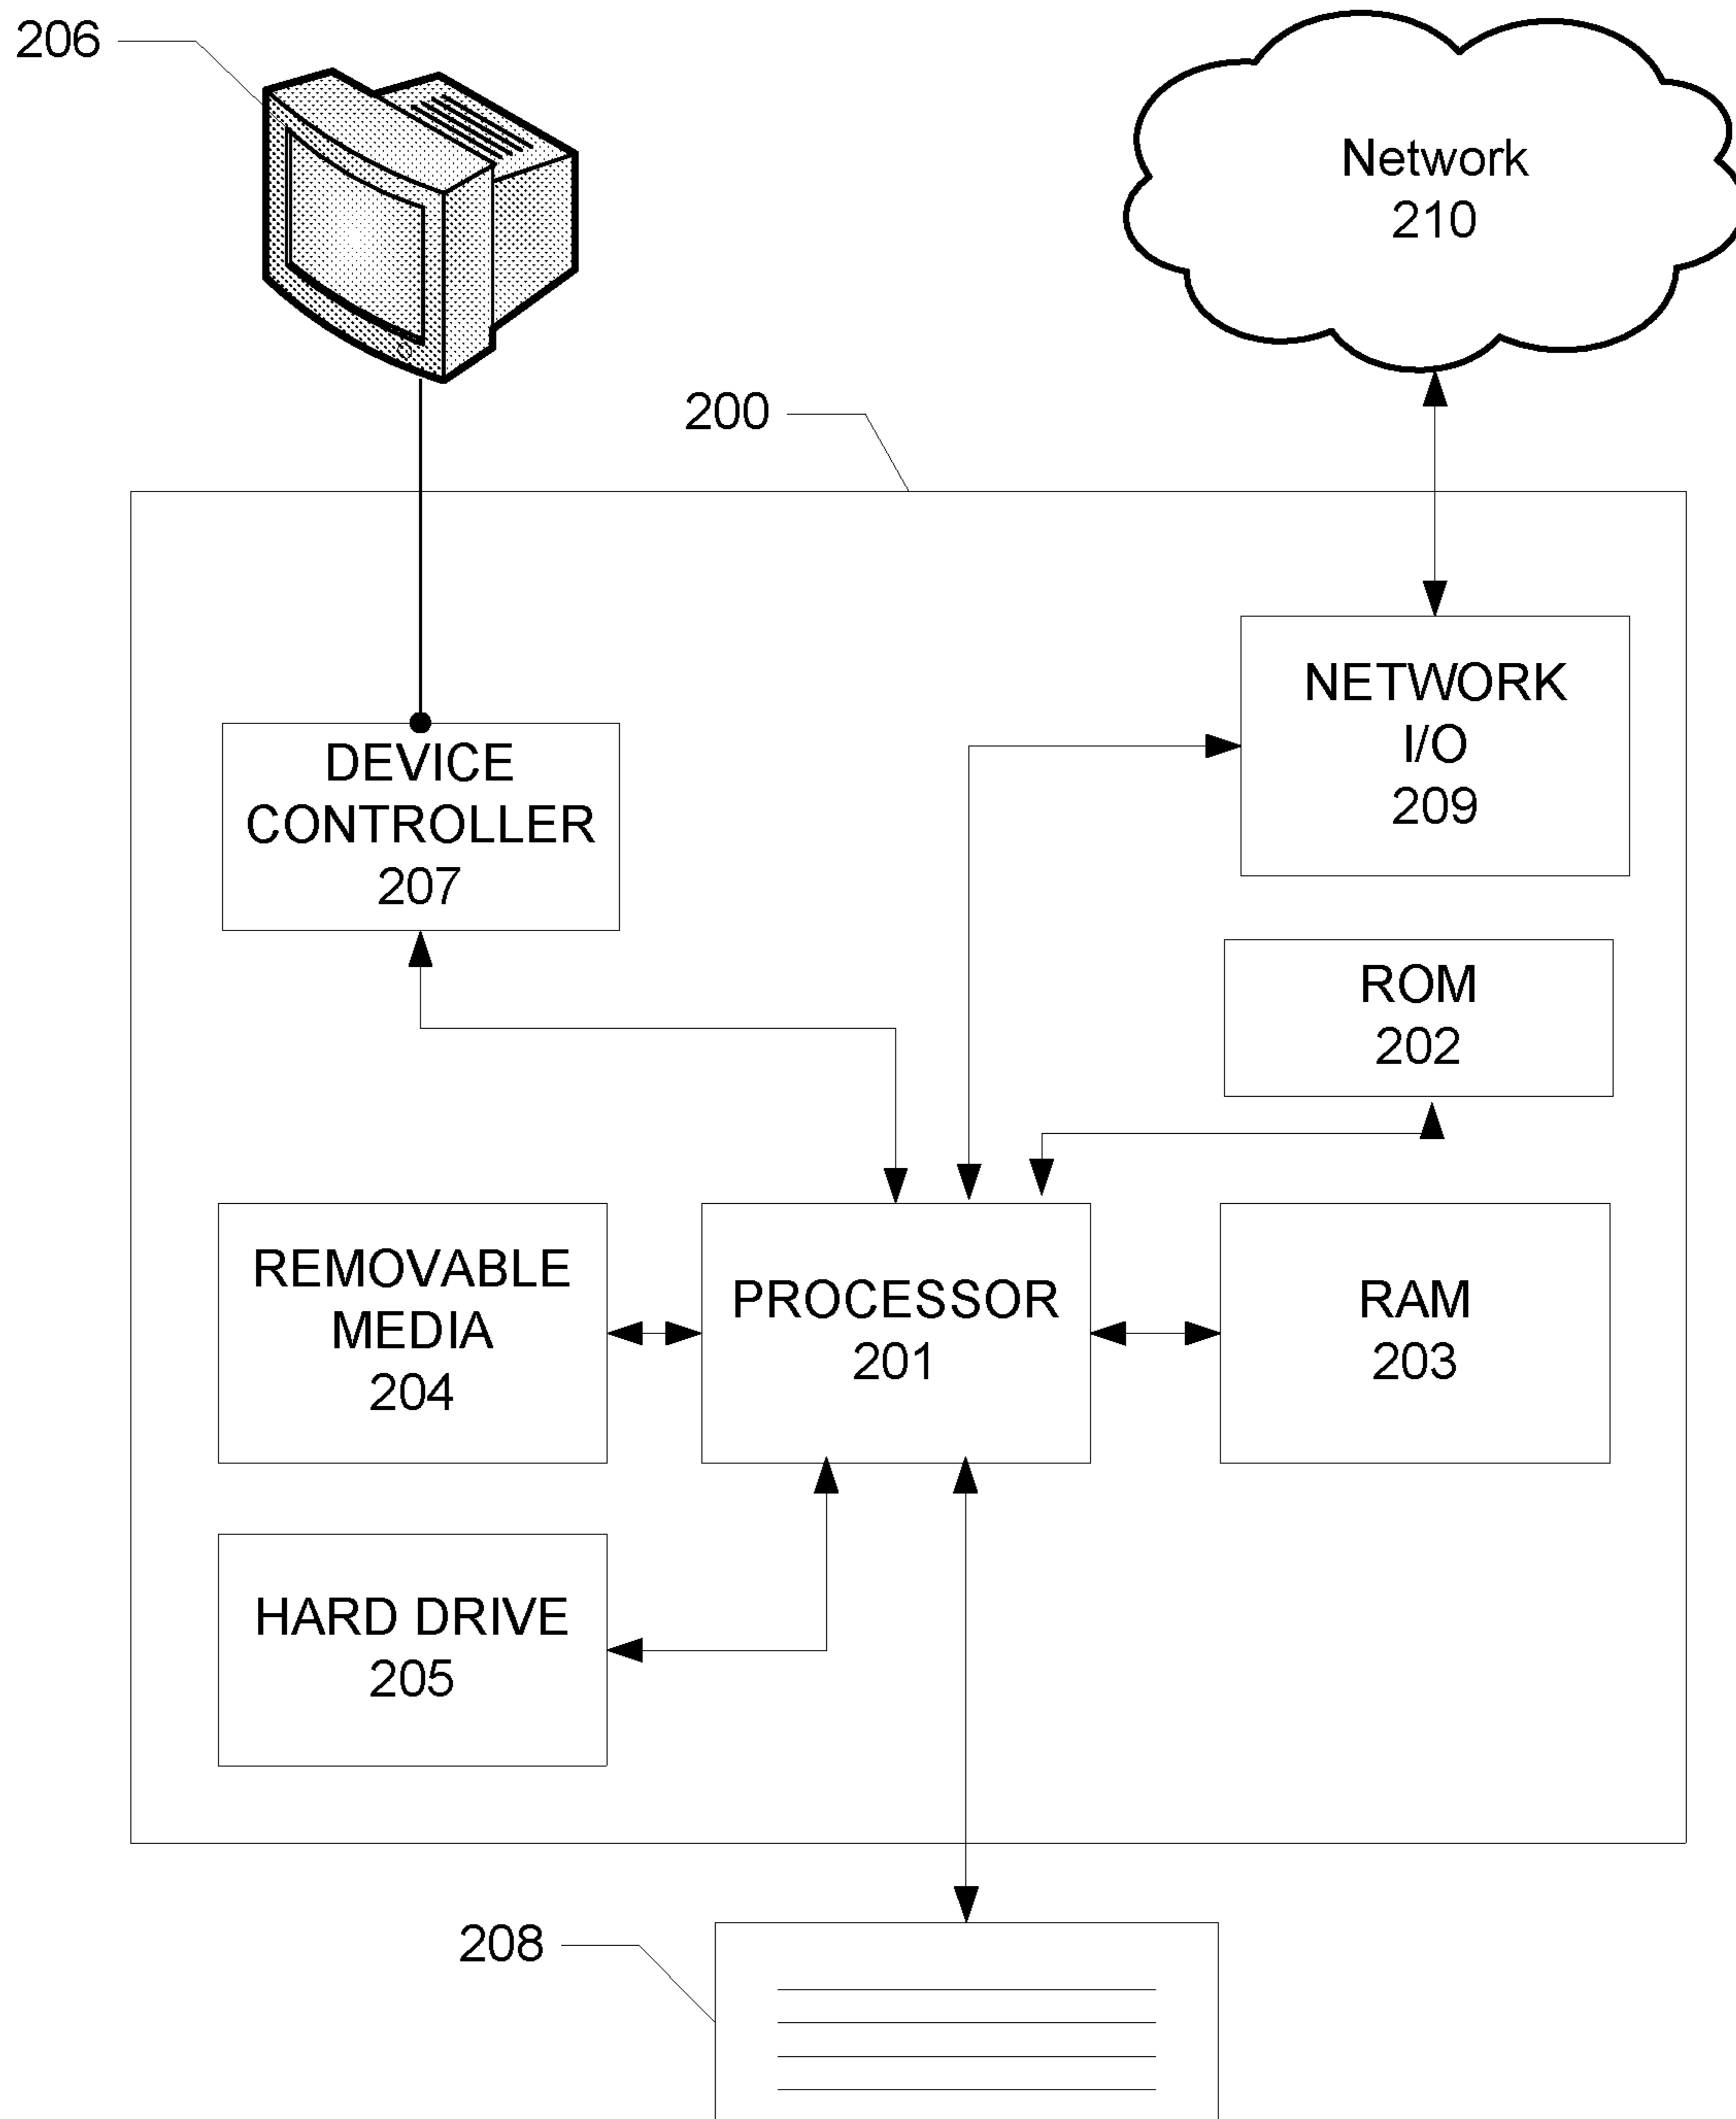 206
Network
210
200
NETWORK
I/O
209
DEVICE
CONTROLLER
207
ROM
202
REMOVABLE
MEDIA
204
PROCESSOR
201
RAM
203
HARD DRIVE
205
208